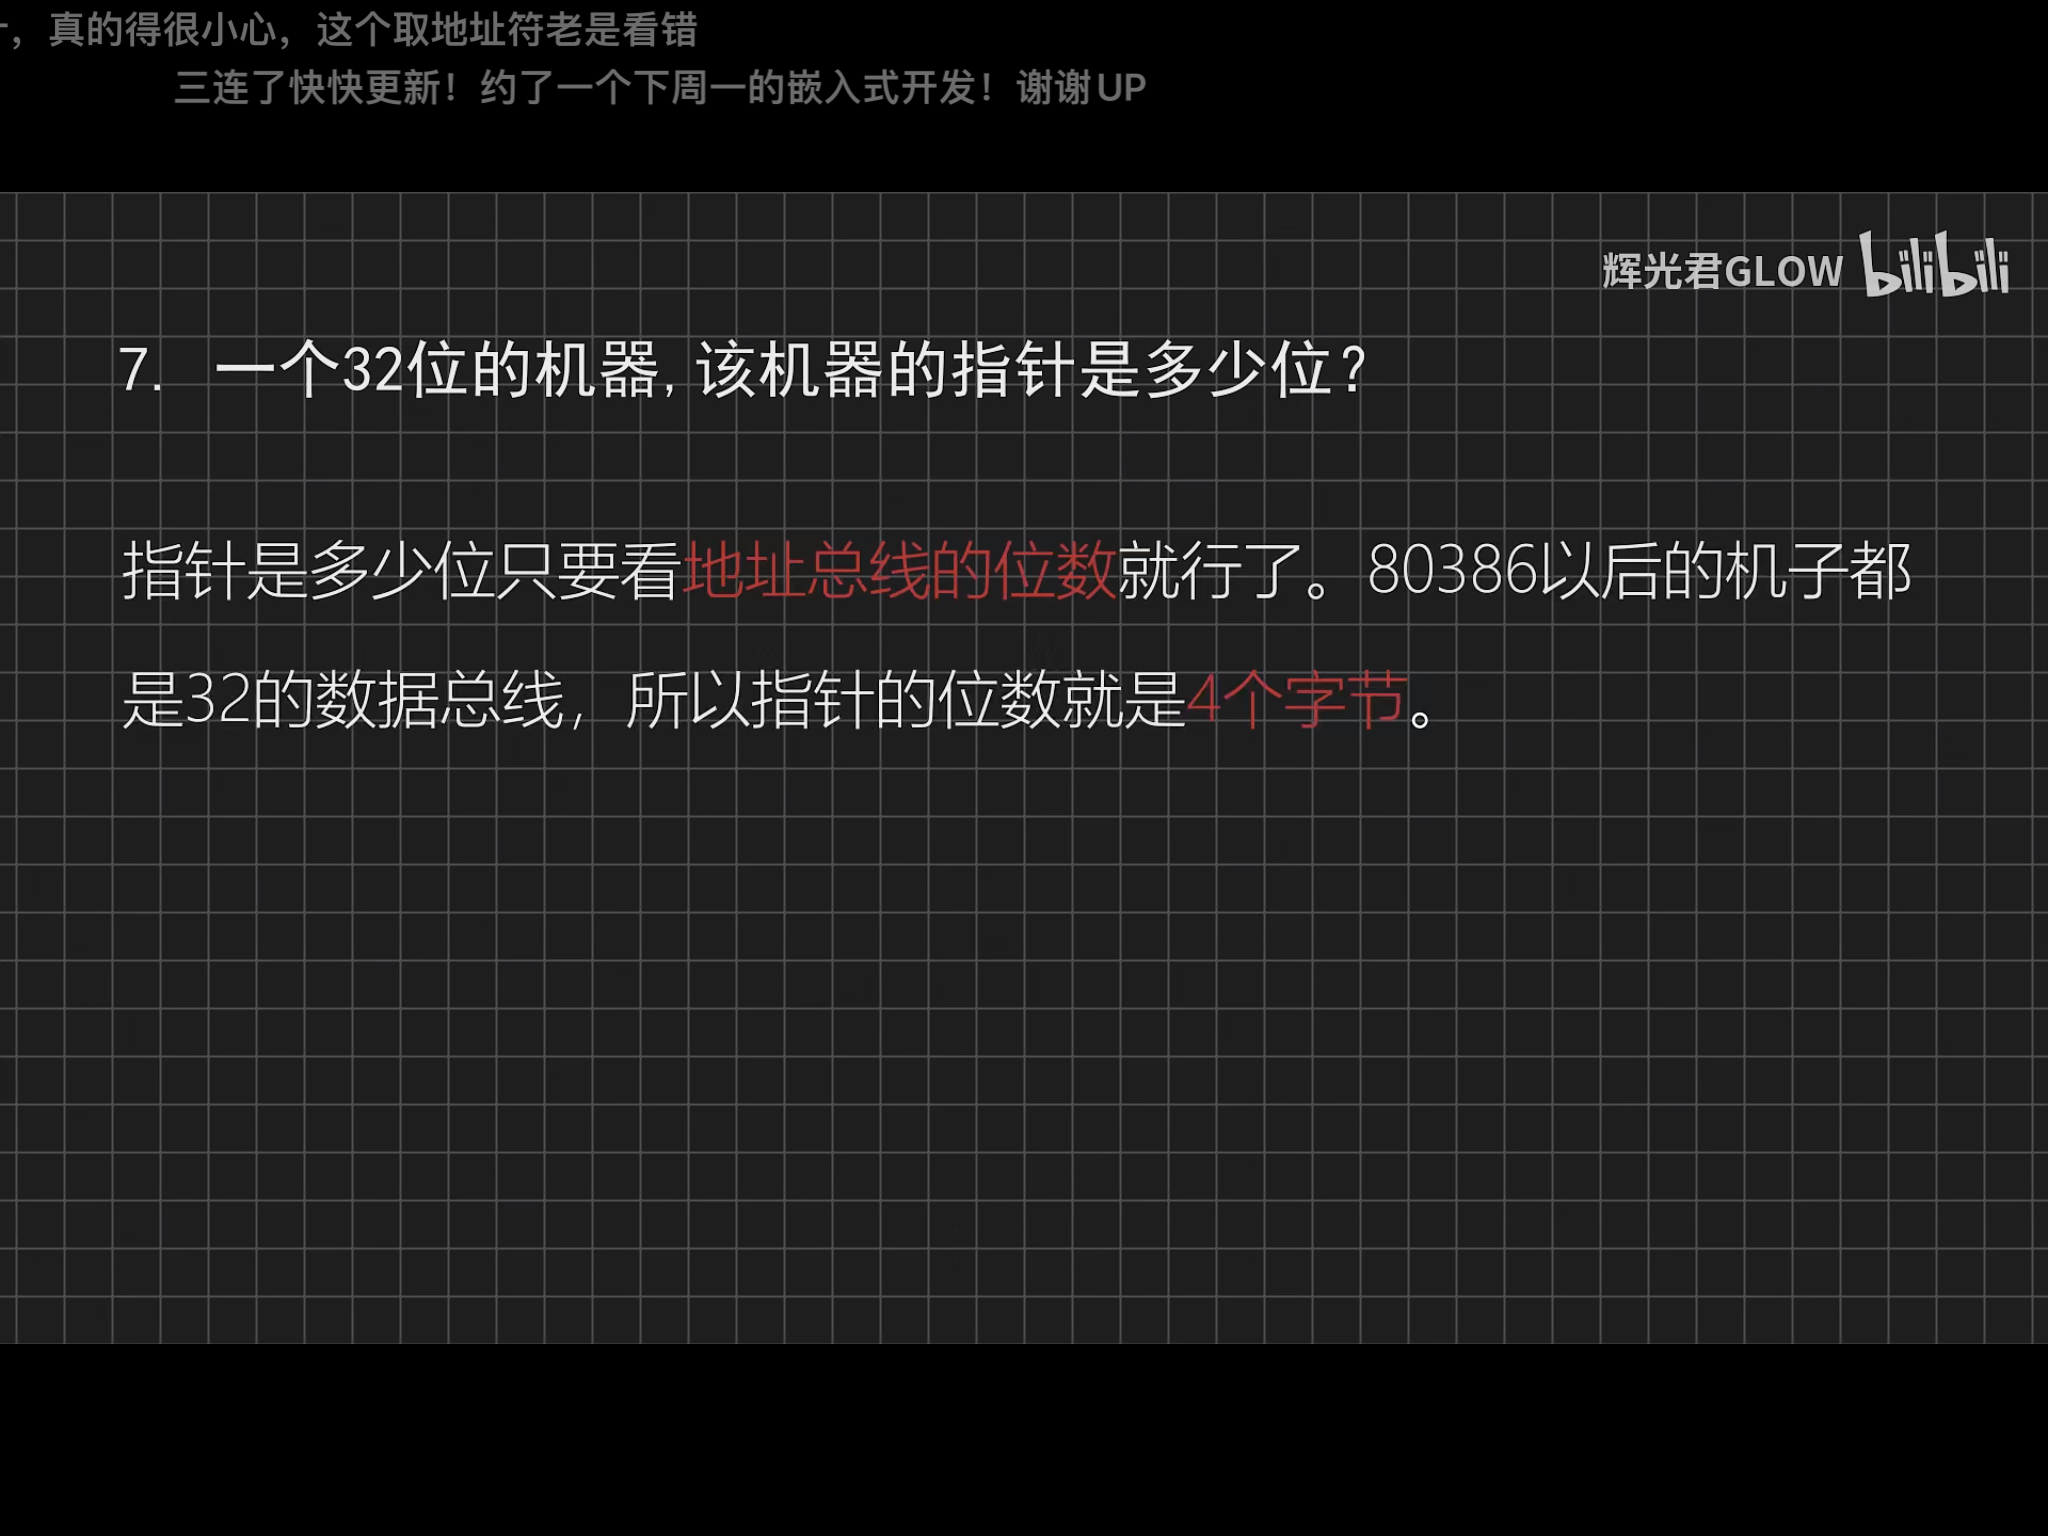 ，真的得很小心，这个取地址符老是看错
三连了快快更新！约了一个下周一的嵌入式开发！谢谢UP
辉光君GLOW bilibili
7. 一个32位的机器,该机器的指针是多少位?
指针是多少位只要看地址总线的位数就行了。80386以后的机子都
是32的数据总线，所以指针的位数就是4个字节。